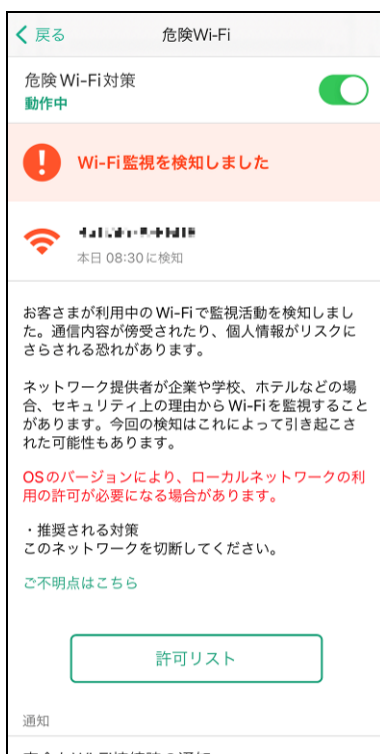 戻る
危険Wi-Fi
危険Wi-Fi対策
動作中
Wi-Fi監視を検知しました
本日 08:30に検知
お客さまが利用中のWi-Fiで監視活動を検知しまし
た。通信内容が傍受されたり、個人情報がリスクに
さらされる恐れがあります。
ネットワーク提供者が企業や学校、ホテルなどの場
合、セキュリティ上の理由からWi-Fiを監視すること
があります。今回の検知はこれによって引き起こさ
れた可能性もあります。
OSのバージョンにより、ローカルネットワークの利
用の許可が必要になる場合があります。
・推奨される対策
このネットワークを切断してください。
ご不明点はこちら
許可リスト
通知